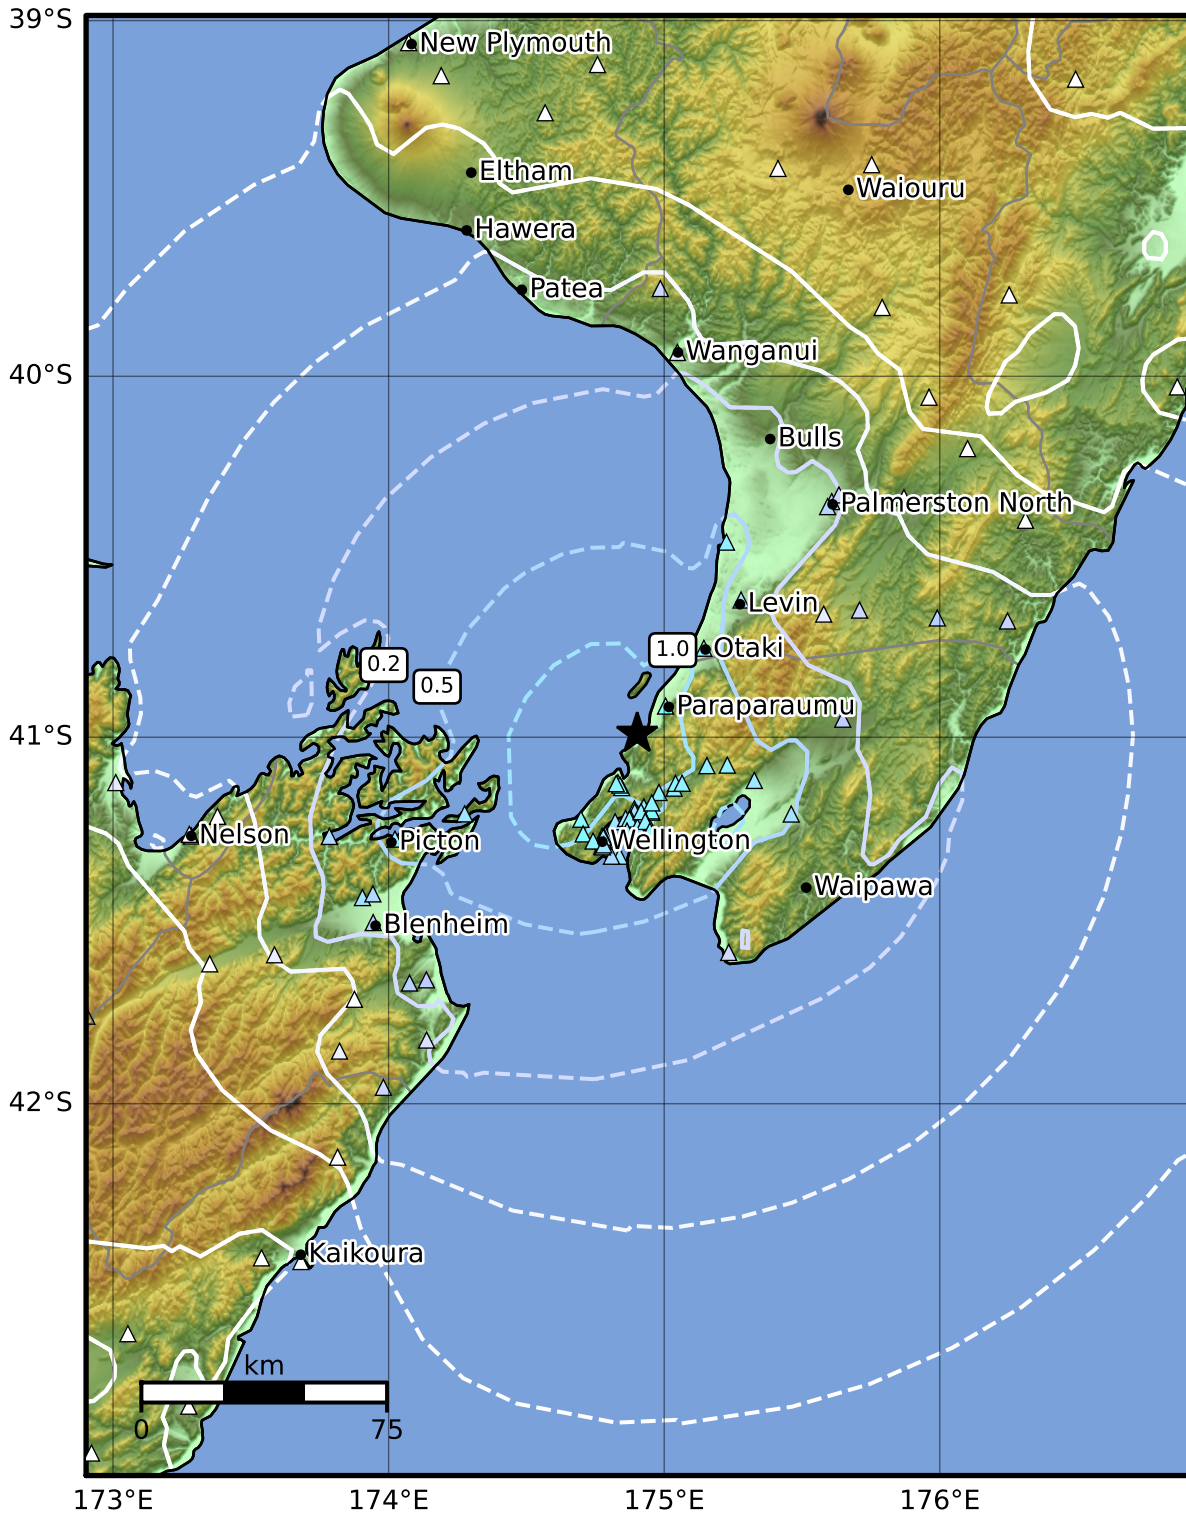 39°S
New Plymouth
Eltham
Waiouru
Hawera
Patea
Wanganui
40°S
Bulls
Palmerston North
Levin
1.0
Otaki
0.2
0.5
Paraparaumu
41°S
Nelson
Picton
Wellington
Waipawa
Blenheim
42°S
Kaikoura
km
0
75
173°E
174°E
175°E
176°E